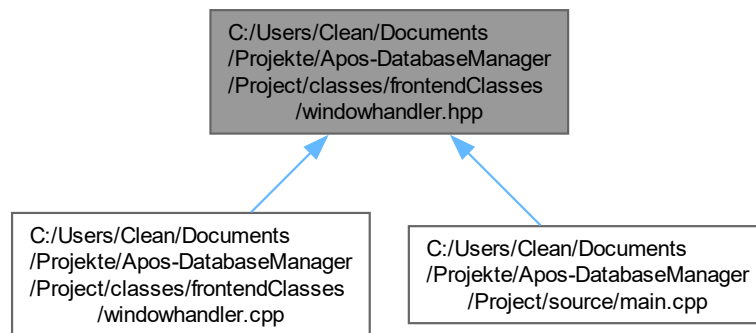 C:/Users/Clean/Documents
/Projekte/Apos-DatabaseManager
/Project/classes/frontendClasses
/windowhandler.hpp
C:/Users/Clean/Documents
/Projekte/Apos-DatabaseManager
/Project/classes/frontendClasses
/windowhandler.cpp
C:/Users/Clean/Documents
/Projekte/Apos-DatabaseManager
/Project/source/main.cpp